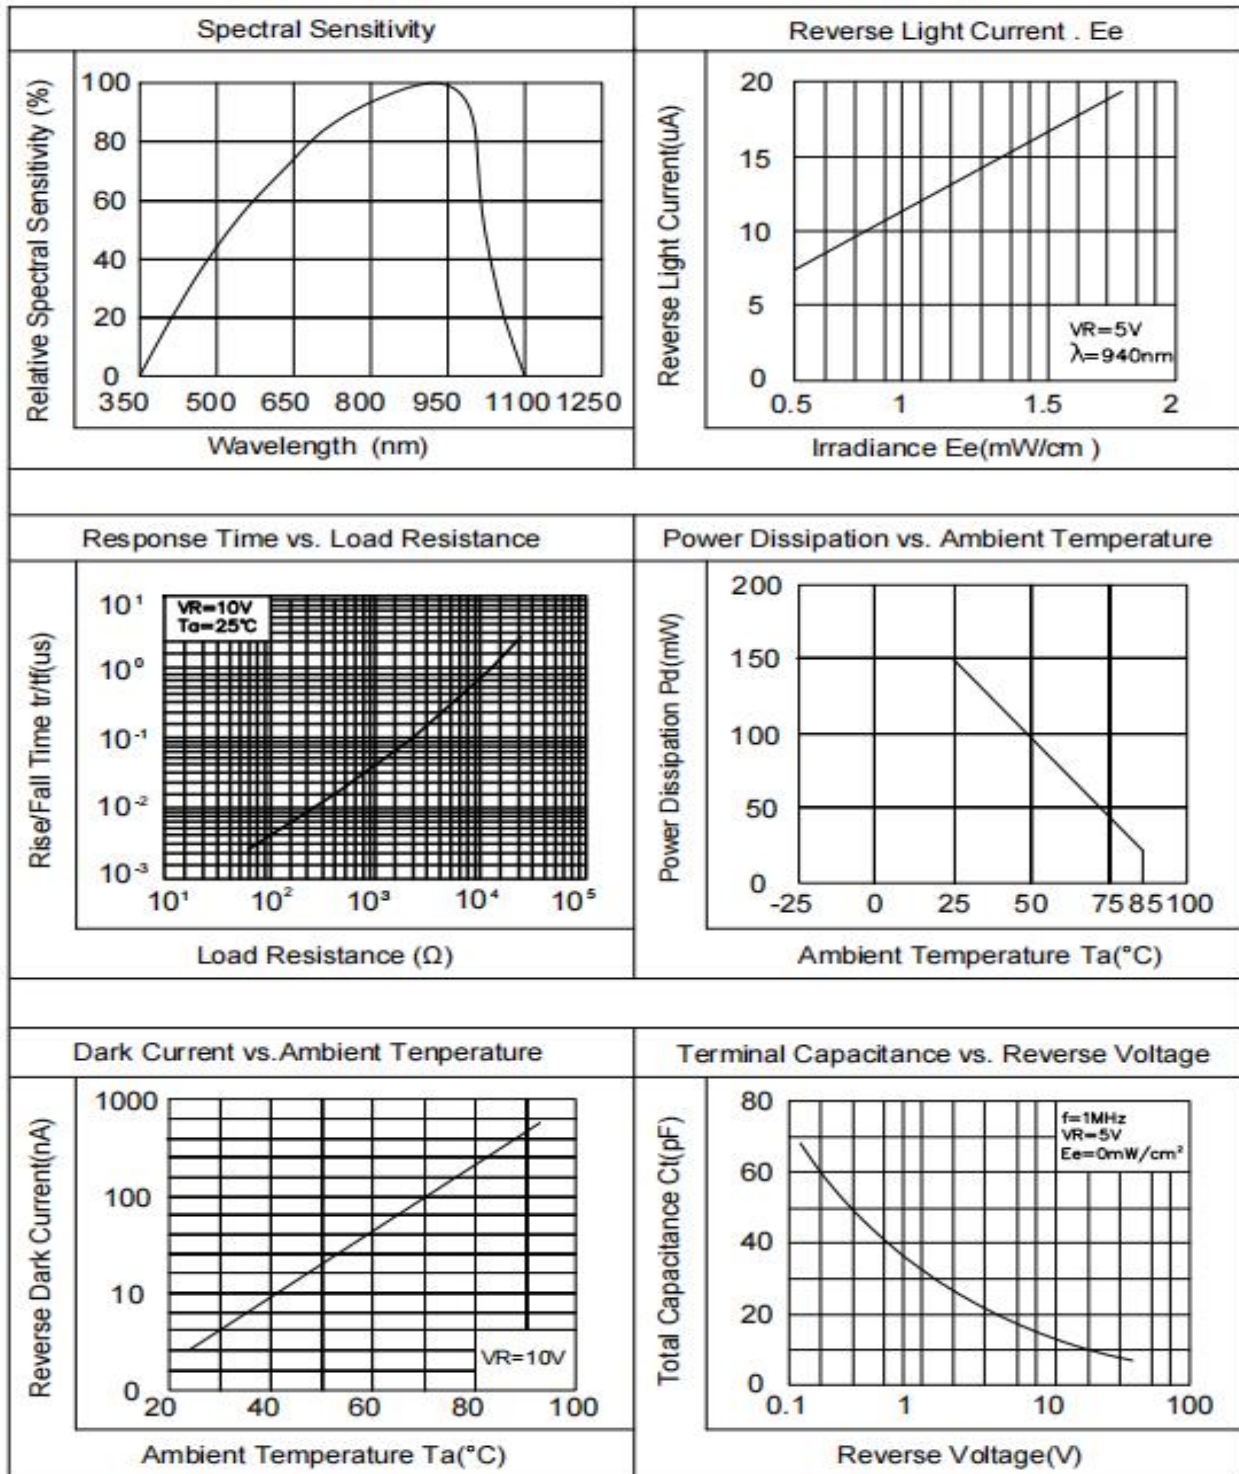 Spectral Sensitivity
Relative Spectral Sensitivity (%)
100
80
60
40
20
0
350 500 650 800 950 1100 1250
Wavelength (nm)
Reverse Light Current . Ee
Reverse Light Current(uA)
20
15
10
5
0
VR=5V
λ=940nm
0.5 1 1.5 2
Irradiance Ee(mW/cm )
Response Time vs. Load Resistance
Rise/Fall Time tr/tf(us)
10¹
10⁰
10⁻¹
10⁻²
10⁻³
VR=10V
Ta=25℃
10¹ 10² 10³ 10⁴ 10⁵
Load Resistance (Ω)
Power Dissipation vs. Ambient Temperature
Power Dissipation Pd(mW)
200
150
100
50
0
-25 0 25 50 75 85 100
Ambient Temperature Ta(°C)
Dark Current vs.Ambient Tenperature
Reverse Dark Current(nA)
1000
100
10
0
VR=10V
20 40 60 80 100
Ambient Temperature Ta(°C)
Terminal Capacitance vs. Reverse Voltage
Total Capacitance Ct(pF)
80
60
40
20
0
f=1MHz
VR=5V
Ee=0mW/cm²
0.1 1 10 100
Reverse Voltage(V)